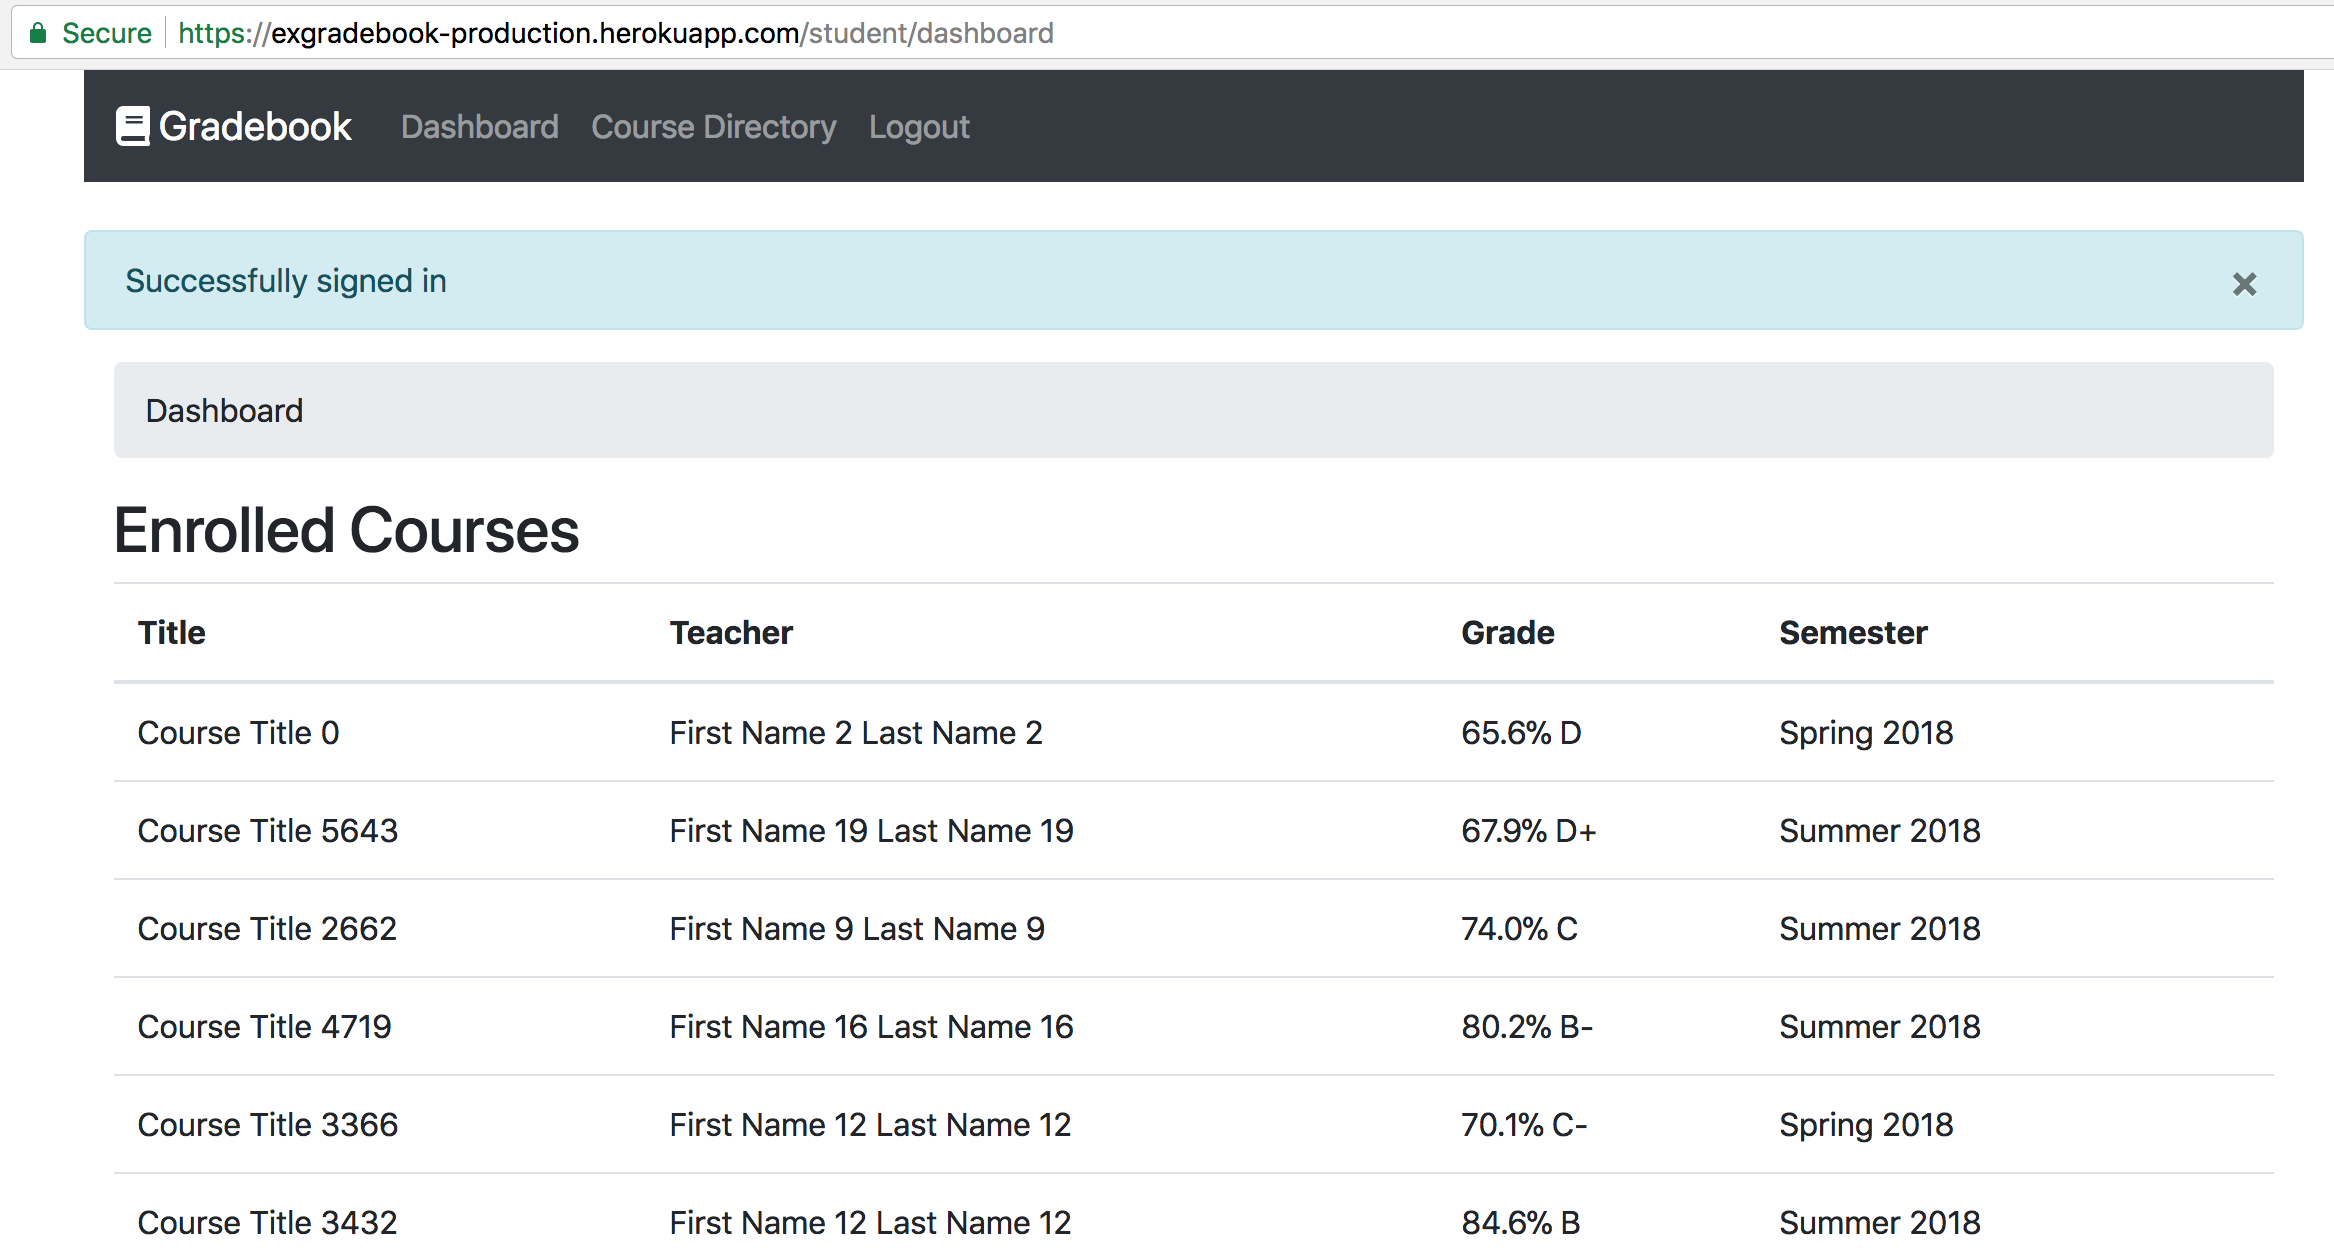 Secure https://exgradebook-production.herokuapp.com/student/dashboard
Gradebook Dashboard Course Directory Logout
Successfully signed in ×
Dashboard
Enrolled Courses
Title Teacher Grade Semester
Course Title 0 First Name 2 Last Name 2 65.6% D Spring 2018
Course Title 5643 First Name 19 Last Name 19 67.9% D+ Summer 2018
Course Title 2662 First Name 9 Last Name 9 74.0% C Summer 2018
Course Title 4719 First Name 16 Last Name 16 80.2% B- Summer 2018
Course Title 3366 First Name 12 Last Name 12 70.1% C- Spring 2018
Course Title 3432 First Name 12 Last Name 12 84.6% B Summer 2018